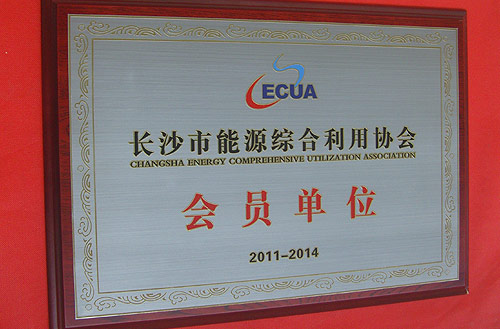 ECUA
长沙市能源综合利用协会
CHANGSHA ENERGY COMPREHENSIVE UTILIZATION ASSOCIATION
会员单位
2011-2014